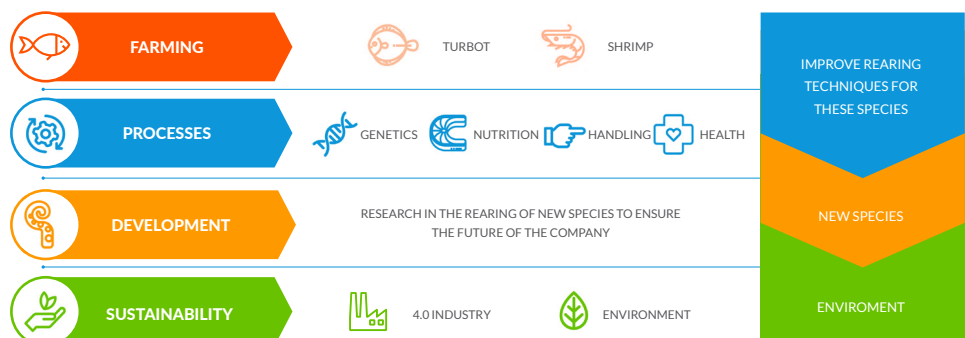 FARMING
TURBOT
SHRIMP
PROCESSES
GENETICS
NUTRITION
HANDLING
HEALTH
DEVELOPMENT
RESEARCH IN THE REARING OF NEW SPECIES TO ENSURE
THE FUTURE OF THE COMPANY
SUSTAINABILITY
4.0 INDUSTRY
ENVIRONMENT
IMPROVE REARING
TECHNIQUES FOR
THESE SPECIES
NEW SPECIES
ENVIROMENT